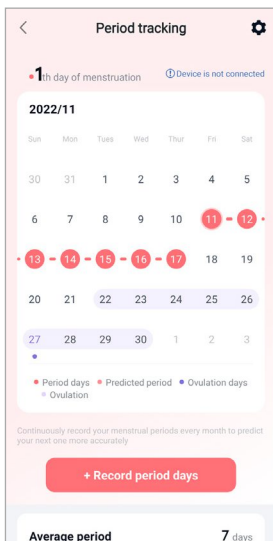 Period tracking
1th day of menstruation
Device is not connected
2022/11
Sun Mon Tues Wed Thur Fri Sat
30 31 1 2 3 4 5
6 7 8 9 10 11 12
13 14 15 16 17 18 19
20 21 22 23 24 25 26
27 28 29 30 1 2 3
Period days Predicted period Ovulation days
Ovulation
Continuously record your menstrual periods every month to predict
your next one more accurately
+ Record period days
Average period 7 days